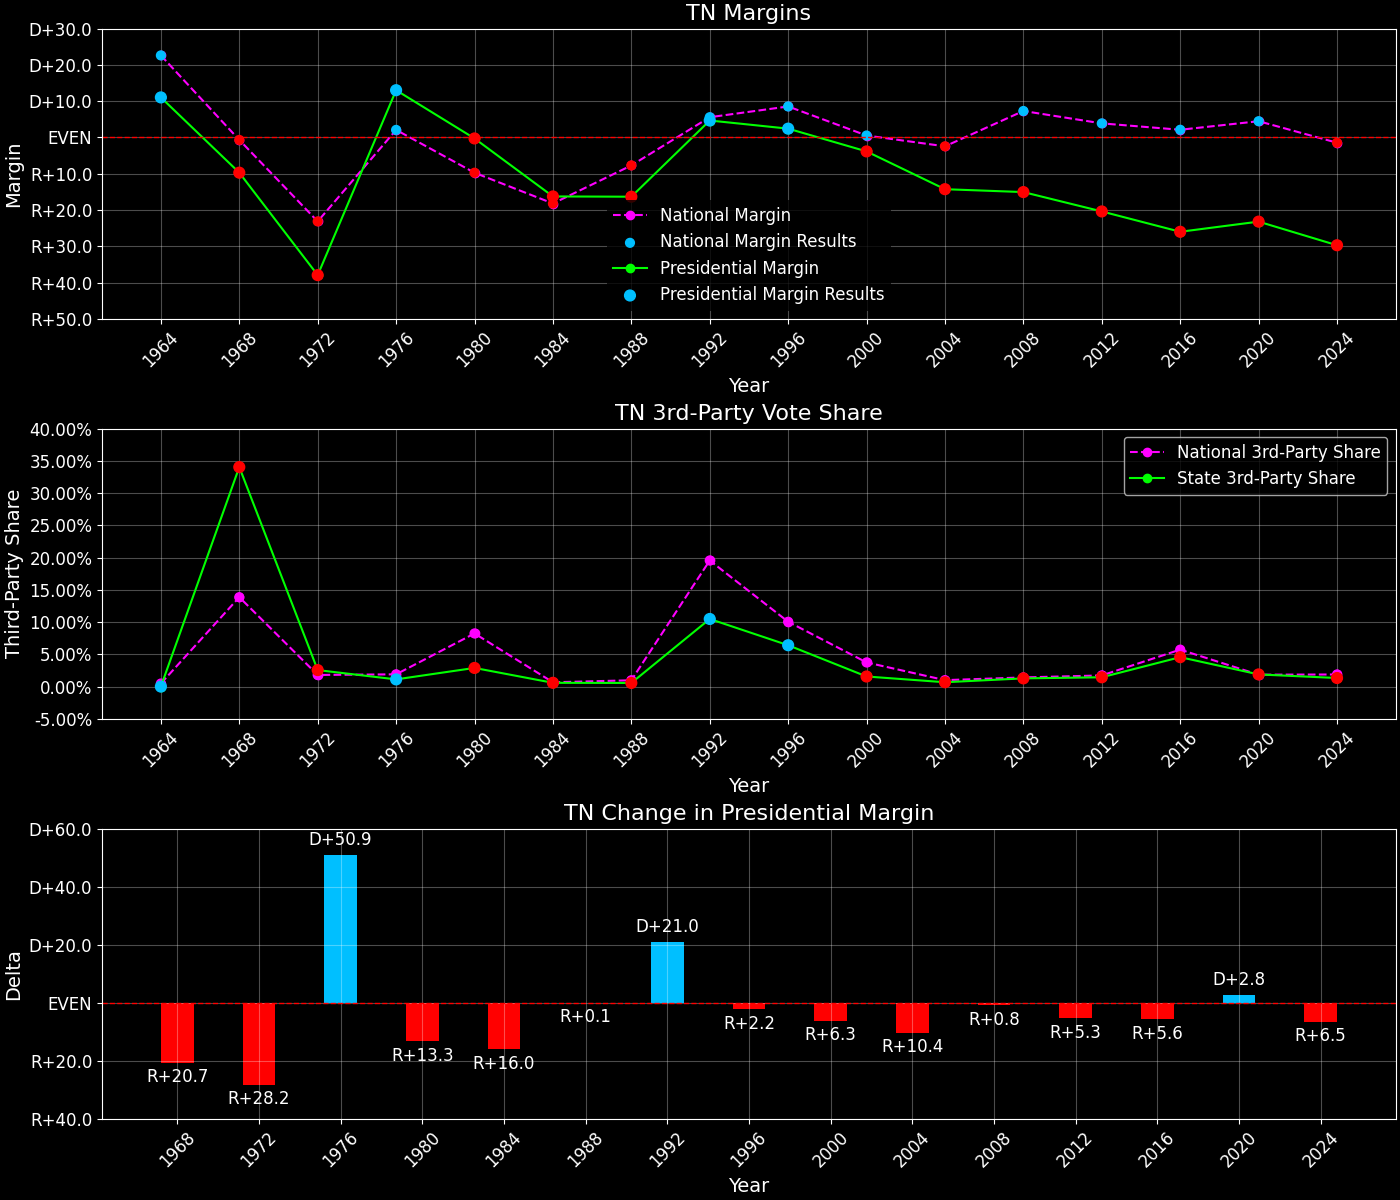 TN Margins
D+30.0
D+20.0
D+10.0
EVEN
R+10.0
R+20.0
R+30.0
R+40.0
R+50.0
Margin
National Margin
National Margin Results
Presidential Margin
Presidential Margin Results
1964 1968 1972 1976 1980 1984 1988 1992 1996 2000 2004 2008 2012 2016 2020 2024
Year
TN 3rd-Party Vote Share
40.00%
35.00%
30.00%
25.00%
20.00%
15.00%
10.00%
5.00%
0.00%
-5.00%
Third-Party Share
National 3rd-Party Share
State 3rd-Party Share
1964 1968 1972 1976 1980 1984 1988 1992 1996 2000 2004 2008 2012 2016 2020 2024
Year
TN Change in Presidential Margin
D+60.0
D+40.0
D+20.0
EVEN
R+20.0
R+40.0
Delta
R+20.7
R+28.2
D+50.9
R+13.3
R+16.0
R+0.1
D+21.0
R+2.2
R+6.3
R+10.4
R+0.8
R+5.3
R+5.6
D+2.8
R+6.5
1968 1972 1976 1980 1984 1988 1992 1996 2000 2004 2008 2012 2016 2020 2024
Year